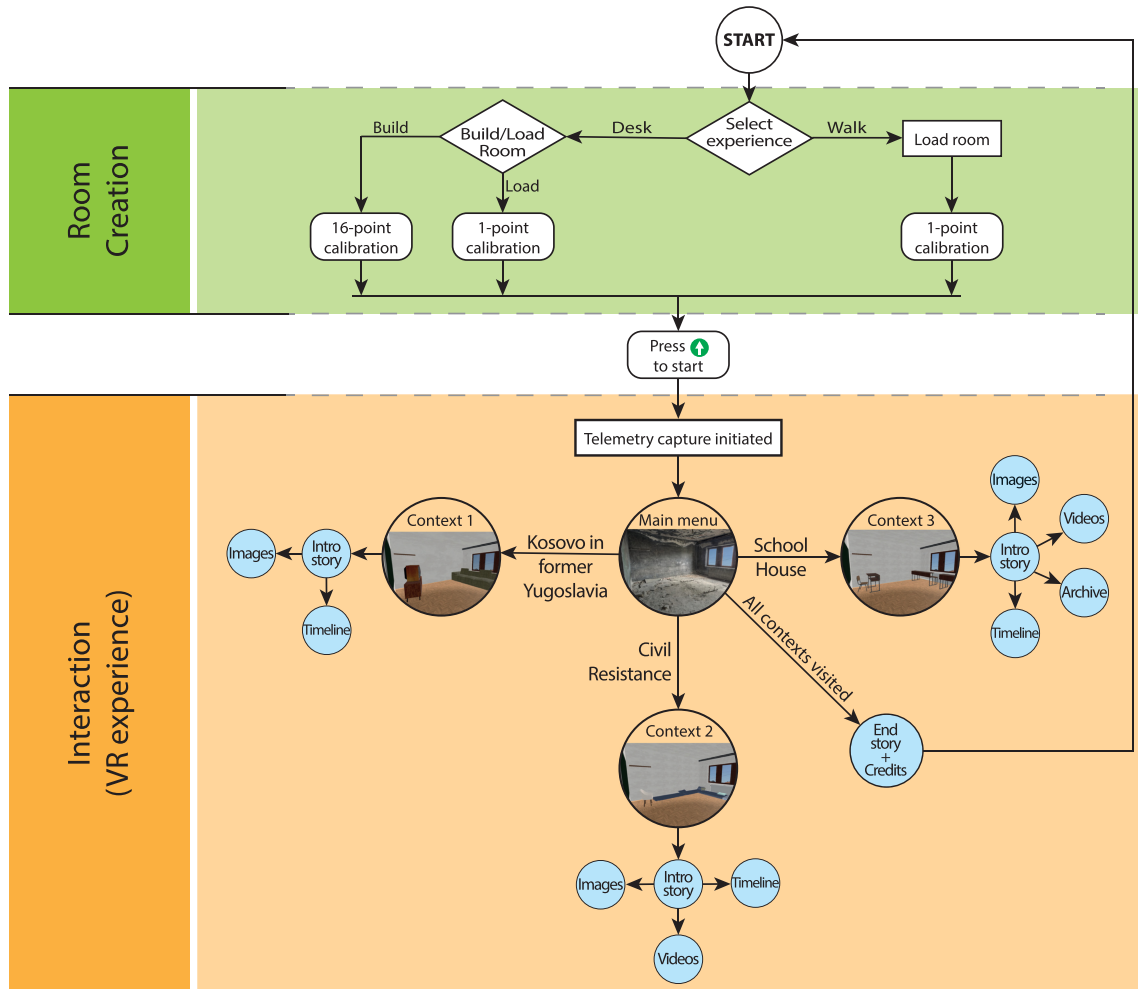 START
Room
Creation
Select
experience
Desk
Walk
Build/Load
Room
Build
Load
Load room
16-point
calibration
1-point
calibration
1-point
calibration
Press
to start
Interaction
(VR experience)
Telemetry capture initiated
Main menu
Kosovo in
former
Yugoslavia
Context 1
Intro
story
Images
Timeline
School
House
Context 3
Intro
story
Images
Videos
Archive
Timeline
Civil
Resistance
Context 2
Intro
story
Images
Timeline
Videos
All contexts visited
End
story
+
Credits